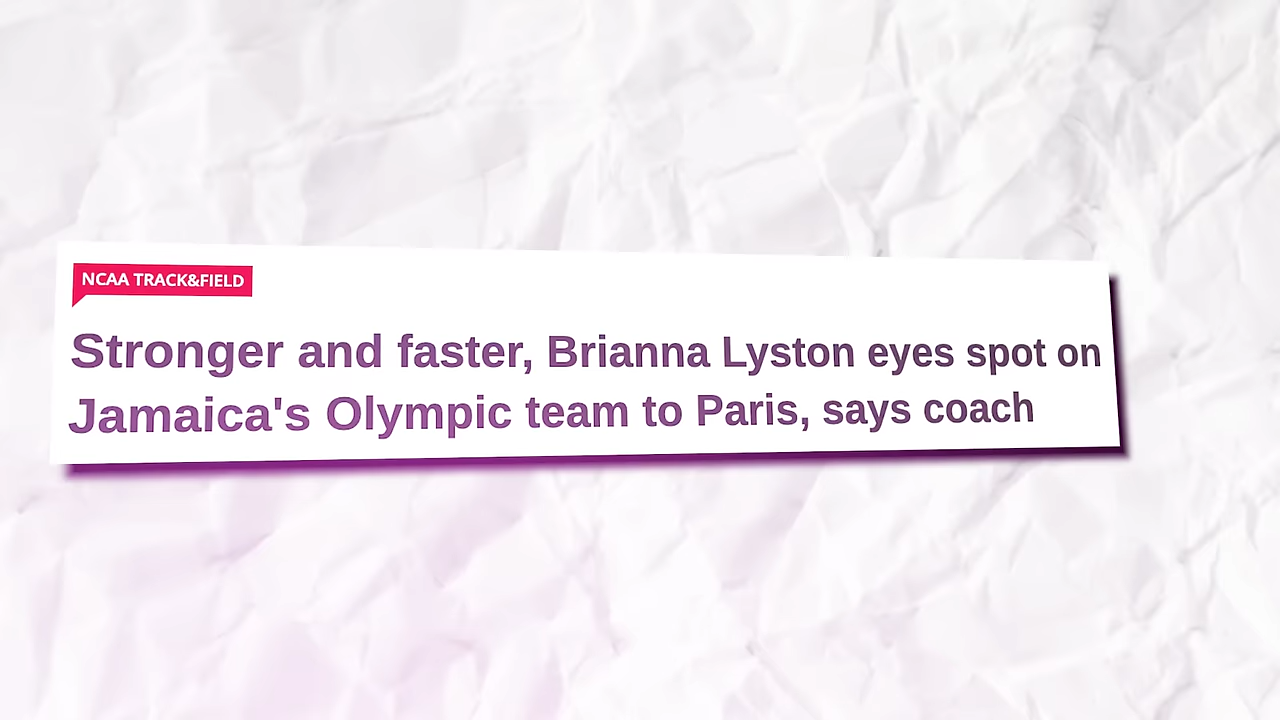 NCAA TRACK&FIELD
Stronger and faster, Brianna Lyston eyes spot on
Jamaica's Olympic team to Paris, says coach